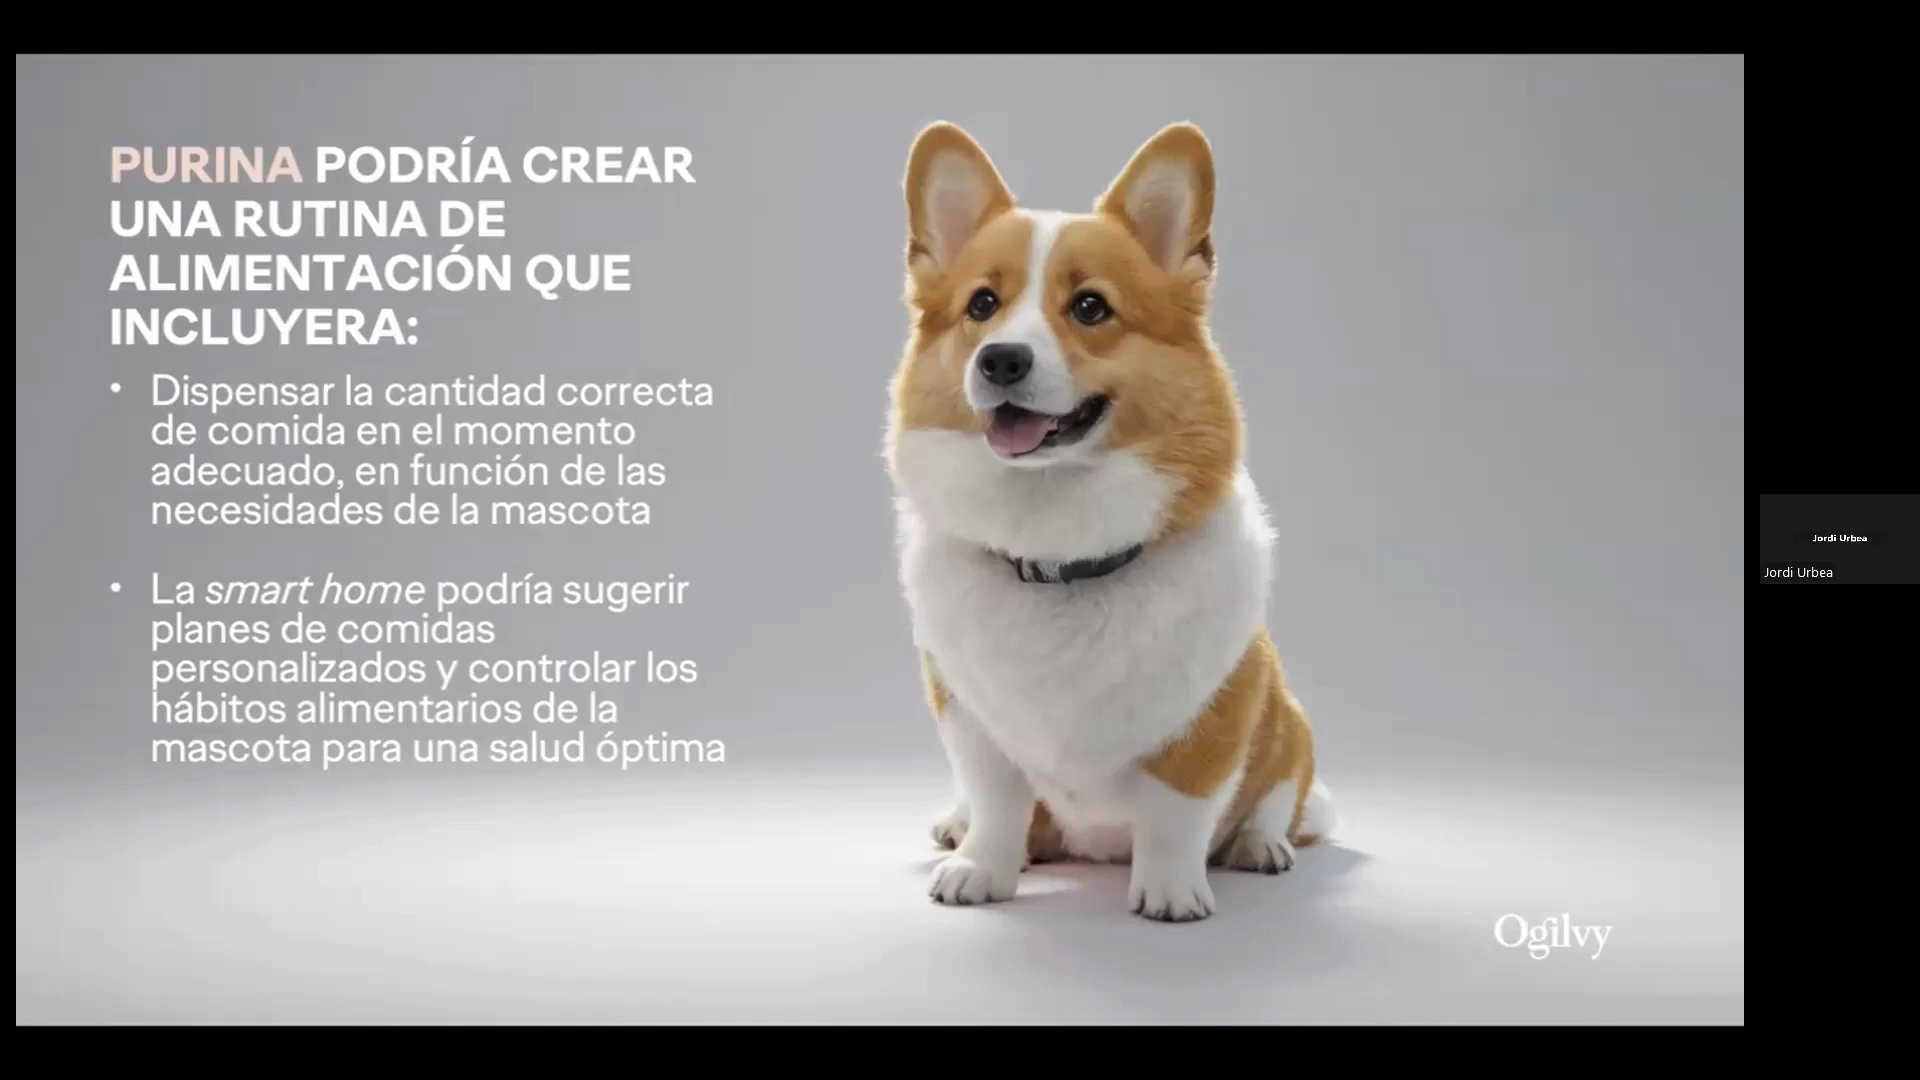 PURINA PODRÍA CREAR
UNA RUTINA DE
ALIMENTACIÓN QUE
INCLUYERA:
• Dispensar la cantidad correcta
de comida en el momento
adecuado, en función de las
necesidades de la mascota
• La smart home podría sugerir
planes de comidas
personalizados y controlar los
hábitos alimentarios de la
mascota para una salud óptima
Ogilvy
Jordi Urbea
Jordi Urbea